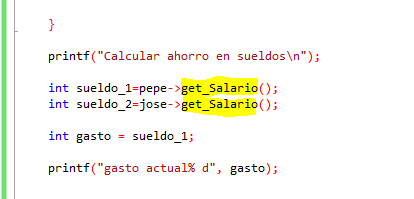 }
printf("Calcular ahorro en sueldos\n");
int sueldo_1=pepe->get_Salario();
int sueldo_2=jose->get_Salario();
int gasto = sueldo_1;
printf("gasto actual% d", gasto);